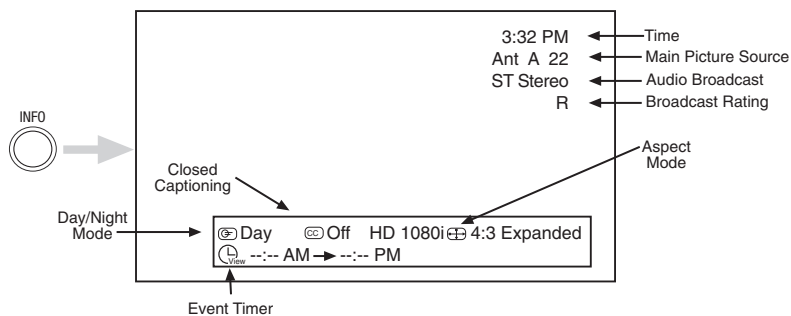 3:32 PM
Time
Ant A 22
Main Picture Source
ST Stereo
Audio Broadcast
R
Broadcast Rating
INFO
Aspect
Mode
Closed
Captioning
Day/Night
Mode
Day
CC
Off
HD 1080i
4:3 Expanded
View
--:-- AM
--:-- PM
Event Timer